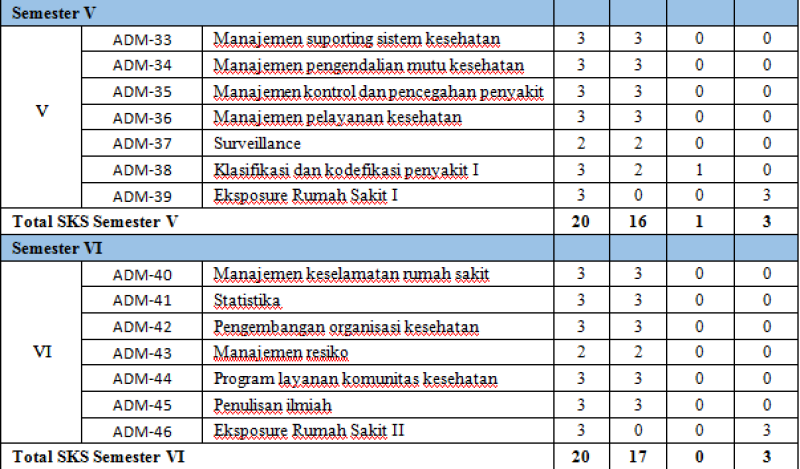 Semester V
ADM-33 Manajemen suporting sistem kesehatan 3 3 0 0
ADM-34 Manajemen pengendalian mutu kesehatan 3 3 0 0
ADM-35 Manajemen kontrol dan pencegahan penyakit 3 3 0 0
V ADM-36 Manajemen pelayanan kesehatan 3 3 0 0
ADM-37 Surveillance 2 2 0 0
ADM-38 Klasifikasi dan kodefikasi penyakit I 3 2 1 0
ADM-39 Eksposure Rumah Sakit I 3 0 0 3
Total SKS Semester V 20 16 1 3
Semester VI
ADM-40 Manajemen keselamatan rumah sakit 3 3 0 0
ADM-41 Statistika 3 3 0 0
ADM-42 Pengembangan organisasi kesehatan 3 3 0 0
VI ADM-43 Manajemen resiko 2 2 0 0
ADM-44 Program layanan komunitas kesehatan 3 3 0 0
ADM-45 Penulisan ilmiah 3 3 0 0
ADM-46 Eksposure Rumah Sakit II 3 0 0 3
Total SKS Semester VI 20 17 0 3